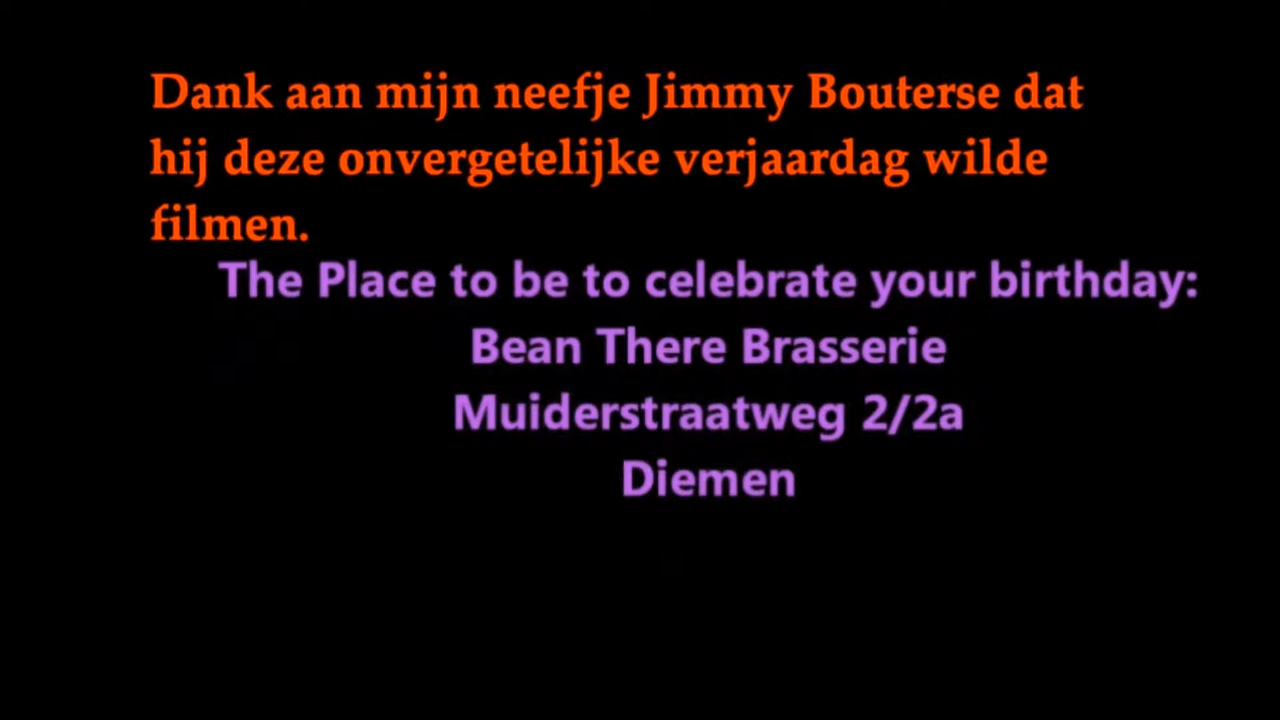 Dank aan mijn neefje Jimmy Bouterse dat
hij deze onvergetelijke verjaardag wilde
filmen.
The Place to be to celebrate your birthday:
Bean There Brasserie
Muiderstraatweg 2/2a
Diemen